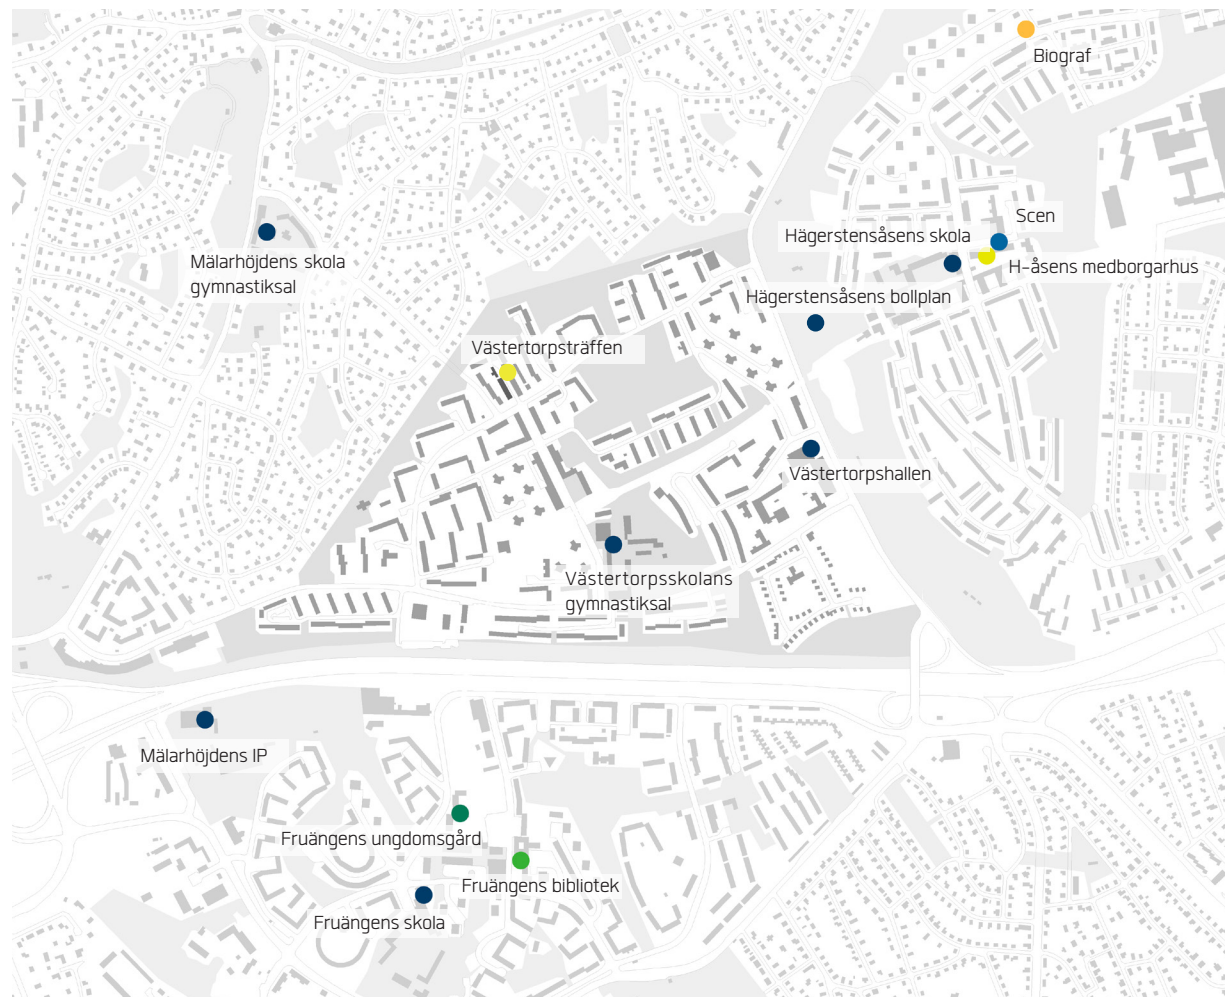 Biograf
Scen
Hägerstensåsens skola
H-åsens medborgarhus
Mälarhöjdens skola
gymnastiksal
Hägerstensåsens bollplan
Västertorpsträffen
Västertorpshallen
Västertorpsskolans
gymnastiksal
Mälarhöjdens IP
Fruängens ungdomsgård
Fruängens bibliotek
Fruängens skola